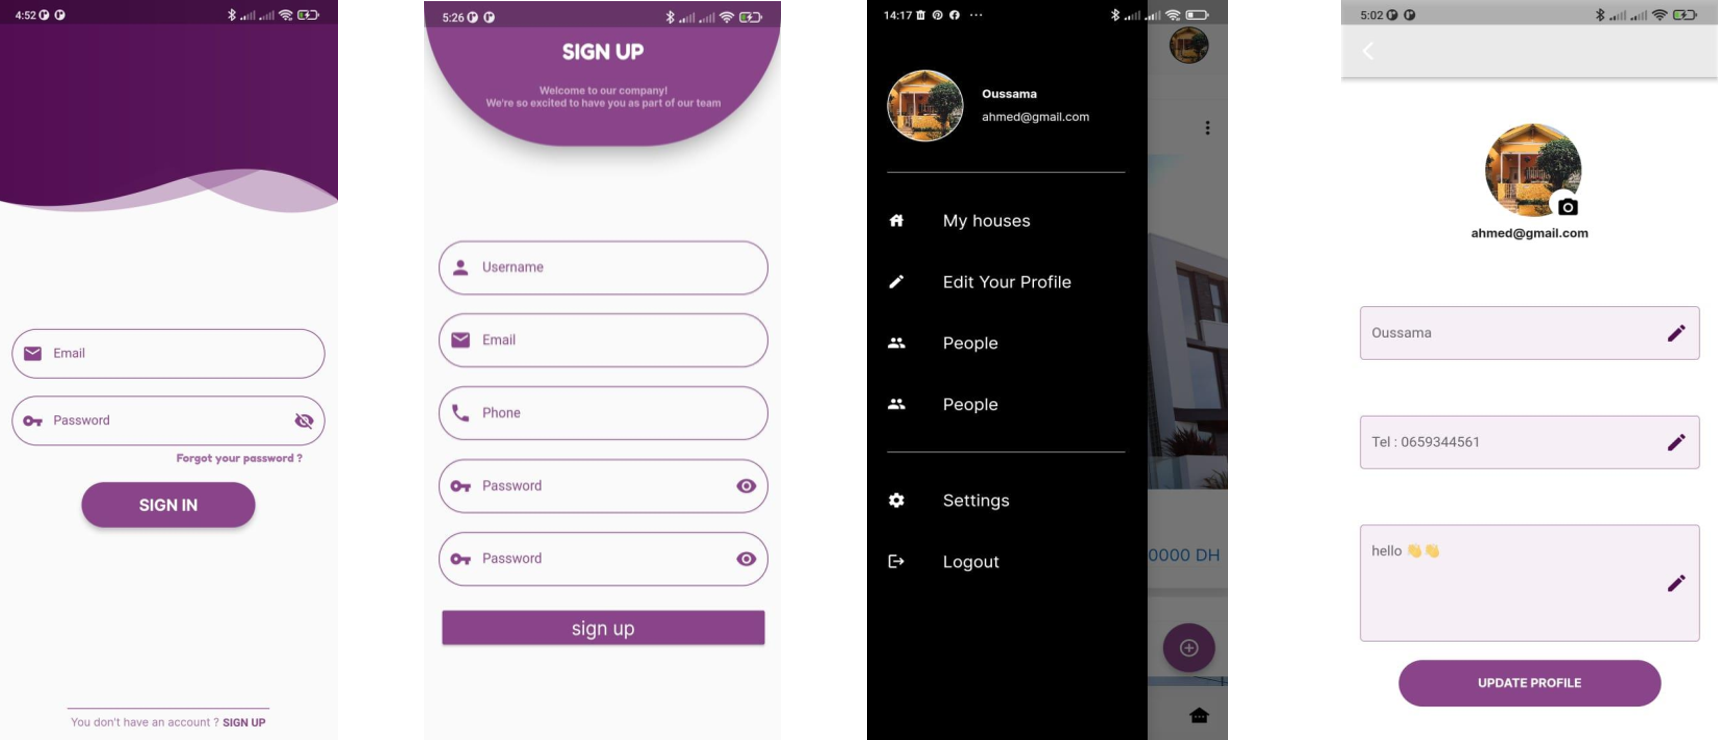 4:52
Email
Password
Forgot your password ?
SIGN IN
You don't have an account ? SIGN UP
5:26
SIGN UP
Welcome to our company!
We're so excited to have you as part of our team
Username
Email
Phone
Password
Password
sign up
14:17
Oussama
ahmed@gmail.com
My houses
Edit Your Profile
People
People
Settings
Logout
0000 DH
5:02
ahmed@gmail.com
Oussama
Tel : 0659344561
hello 👋👋
UPDATE PROFILE